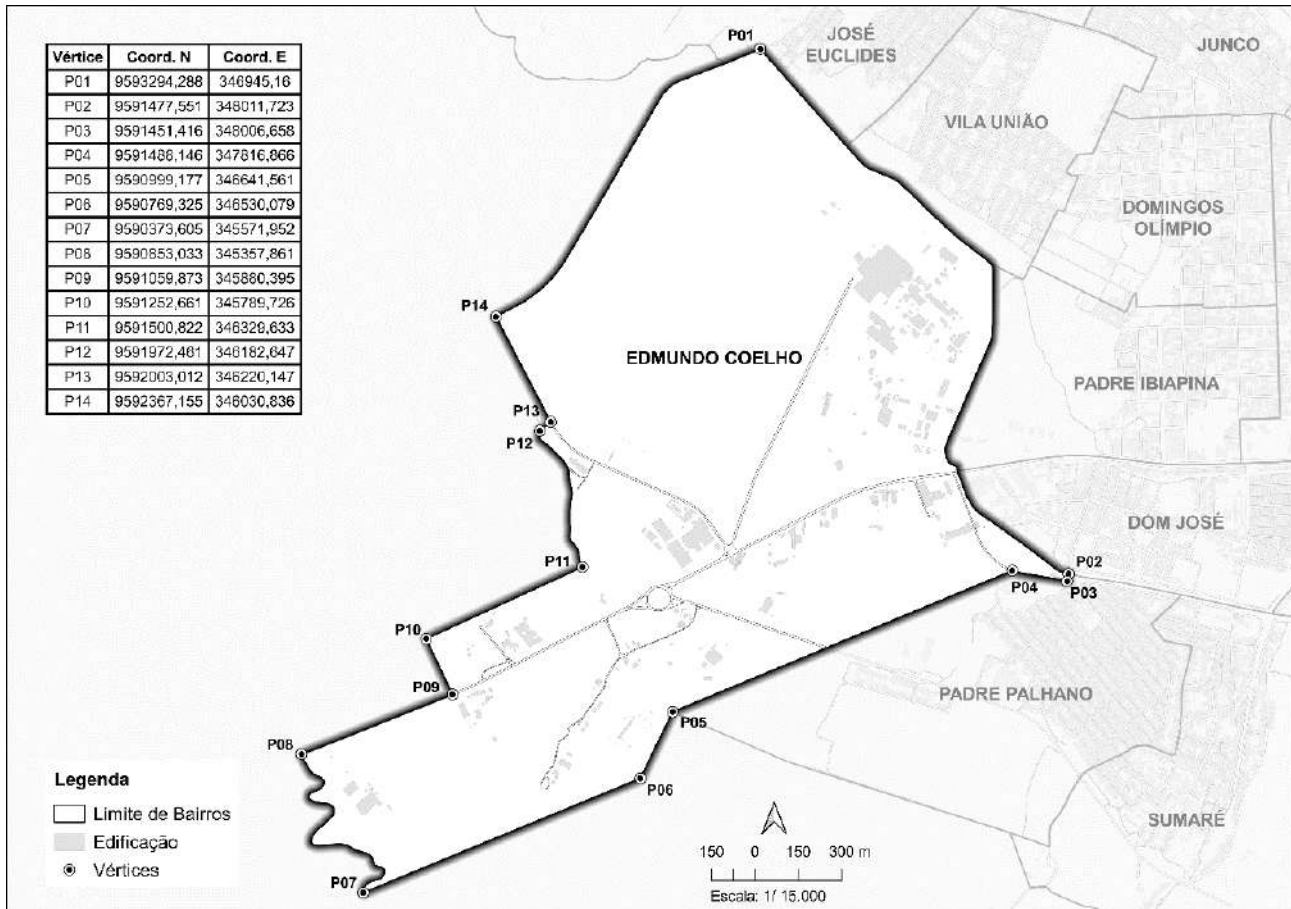 Vértice Coord. N Coord. E
P01 9593294,288 346945,16
P02 9591477,551 348011,723
P03 9591451,416 348006,658
P04 9591488,146 347816,866
P05 9590999,177 346641,561
P06 9590769,325 346530,079
P07 9590373,605 345571,952
P08 9590853,033 345357,861
P09 9591059,873 345880,395
P10 9591252,661 345789,726
P11 9591500,822 346329,633
P12 9591972,461 346182,647
P13 9592003,012 346220,147
P14 9592367,155 346030,836
P01
JOSÉ
EUCLIDES
JUNCO
VILA UNIÃO
DOMINGOS
OLÍMPIO
P14
EDMUNDO COELHO
PADRE IBIAPINA
P13
P12
DOM JOSÉ
P11
P02
P04
P03
P10
P09
PADRE PALHANO
P05
P08
P06
SUMARÉ
P07
Legenda
Limite de Bairros
Edificação
Vértices
150 0 150 300 m
Escala: 1/ 15.000